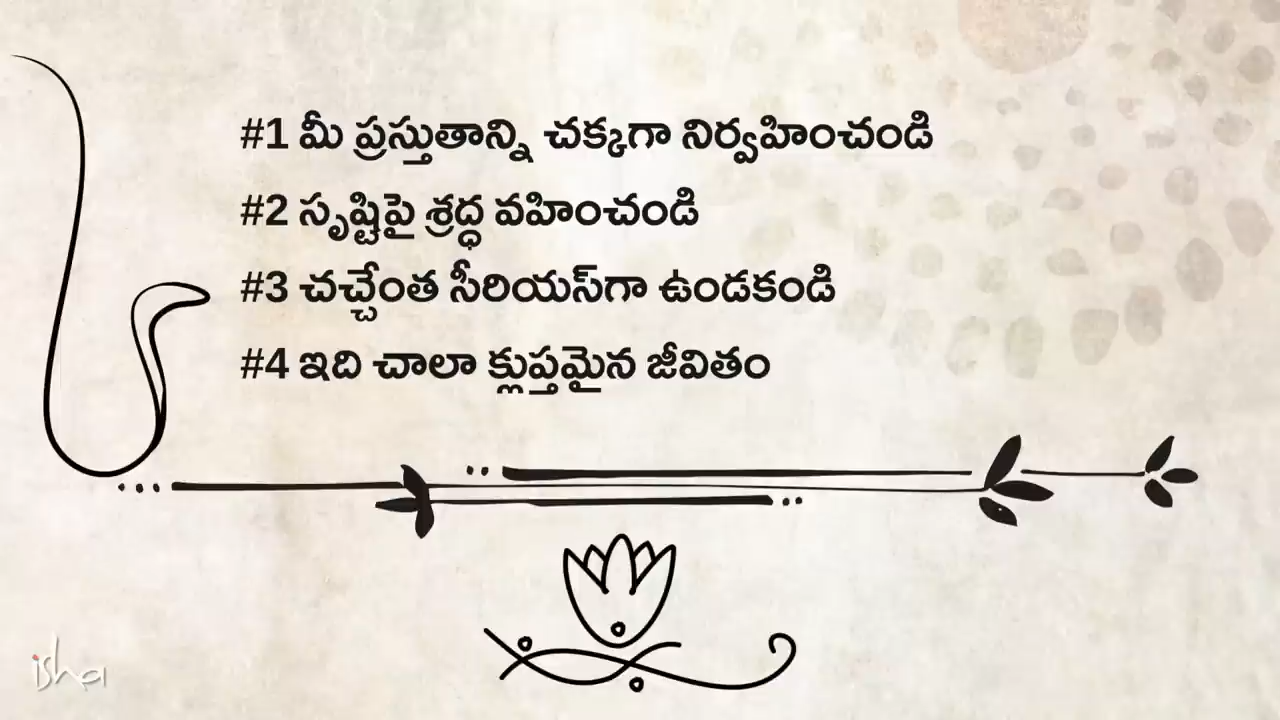 #1 మీ ప్రస్తుతాన్ని చక్కగా నిర్వహించండి
#2 సృష్టిపై శ్రద్ధ వహించండి
#3 చచ్చేంత సీరియస్‌గా ఉండకండి
#4 ఇది చాలా క్లుప్తమైన జీవితం
isha